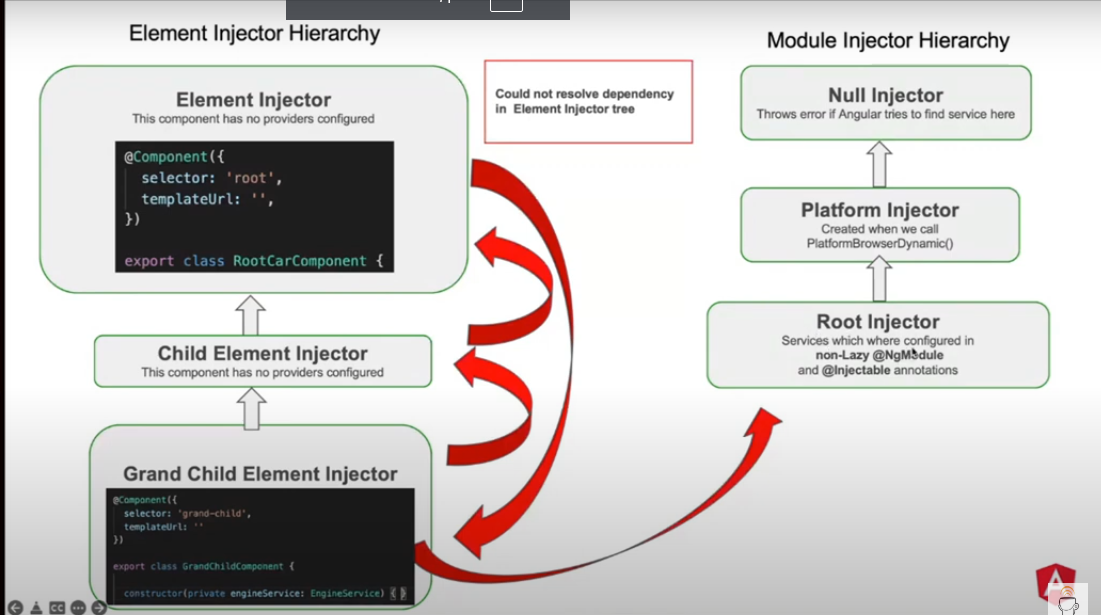 Element Injector Hierarchy
Module Injector Hierarchy
Element Injector
This component has no providers configured
@Component({
selector: 'root',
templateUrl: '',
})
export class RootCarComponent {
Could not resolve dependency
in Element Injector tree
Null Injector
Throws error if Angular tries to find service here
Platform Injector
Created when we call
PlatformBrowserDynamic()
Root Injector
Services which where configured in
non-Lazy @NgModule
and @Injectable annotations
Child Element Injector
This component has no providers configured
Grand Child Element Injector
@Component({
selector: 'grand-child',
templateUrl: ''
})
export class GrandChildComponent {
constructor(private engineService: EngineService) { }
CC
A